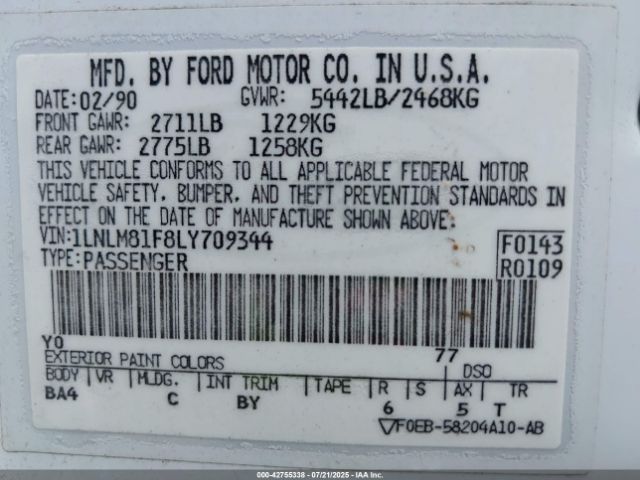 MFD. BY FORD MOTOR CO. IN U.S.A.
DATE: 02/90 GVWR: 5442LB/2468KG
FRONT GAWR: 2711LB 1229KG
REAR GAWR: 2775LB 1258KG
THIS VEHICLE CONFORMS TO ALL APPLICABLE FEDERAL MOTOR
VEHICLE SAFETY, BUMPER, AND THEFT PREVENTION STANDARDS IN
EFFECT ON THE DATE OF MANUFACTURE SHOWN ABOVE:
VIN:1LNLM81F8LY709344 F0143
TYPE:PASSENGER R0109
YO 77
EXTERIOR PAINT COLORS DSO
BODY VR MLDG. INT TRIM TAPE R S AX TR
BA4 C BY 6 5 T
F0EB-58204A10-AB
000-42755338 - 07/21/2025 - IAAI.COM